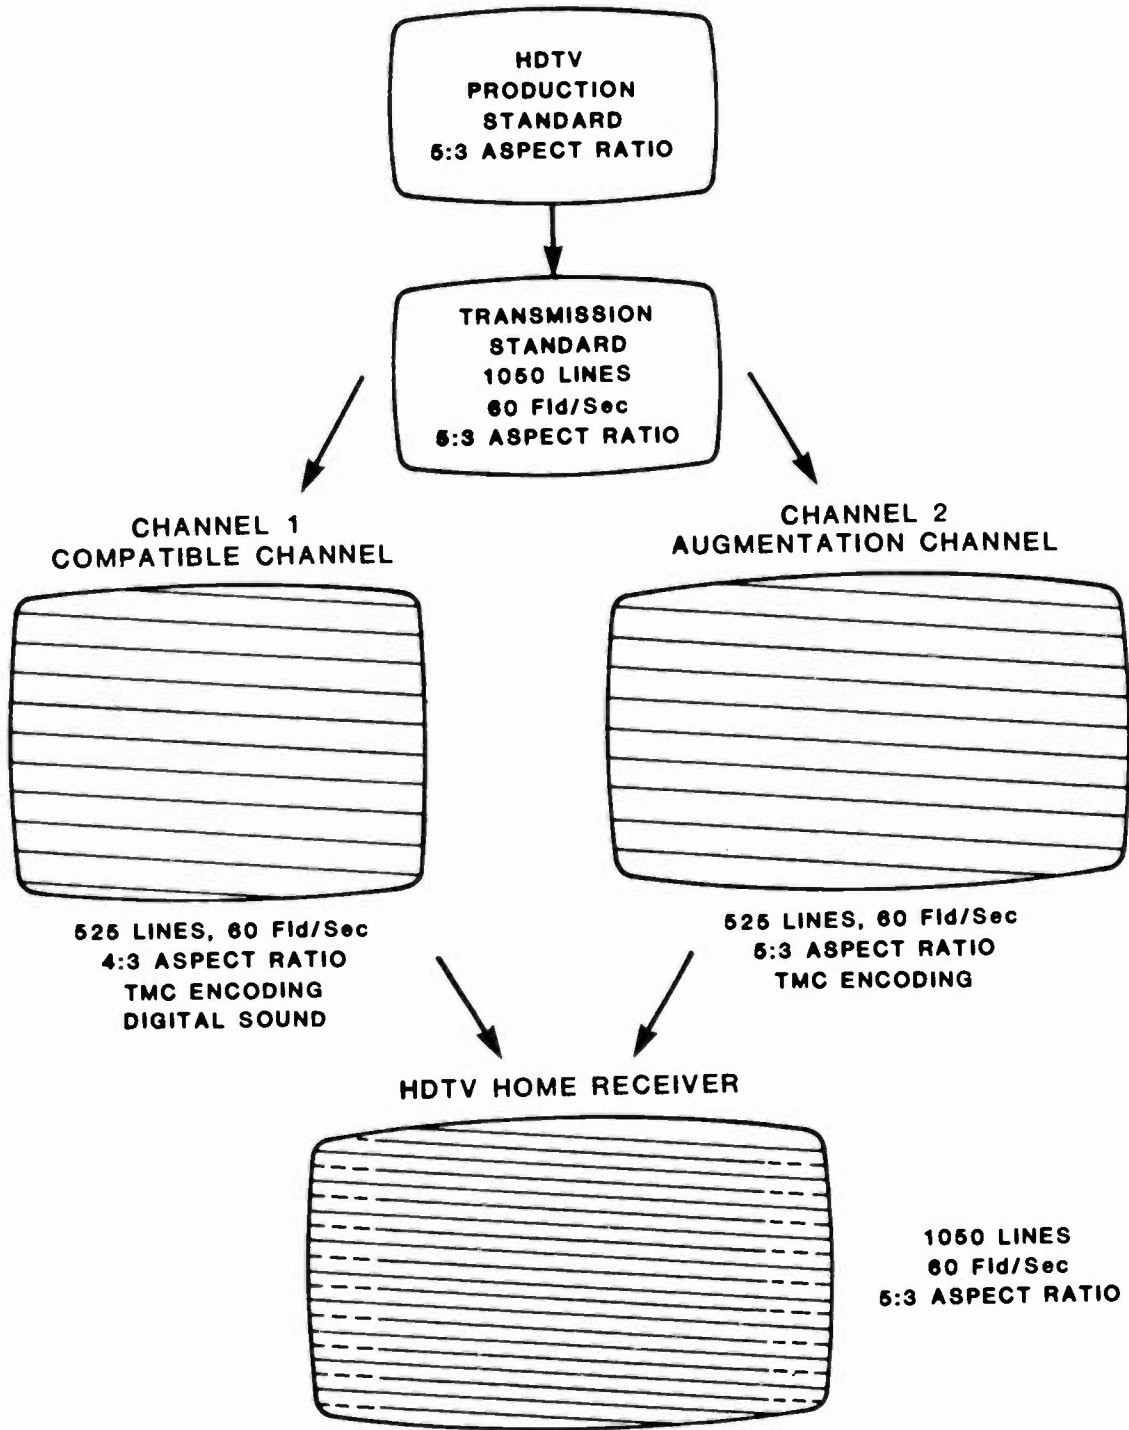 HDTV
PRODUCTION
STANDARD
5:3 ASPECT RATIO
TRANSMISSION
STANDARD
1050 LINES
60 Fld/Sec
5:3 ASPECT RATIO
CHANNEL 1
COMPATIBLE CHANNEL
CHANNEL 2
AUGMENTATION CHANNEL
525 LINES, 60 Fld/Sec
4:3 ASPECT RATIO
TMC ENCODING
DIGITAL SOUND
525 LINES, 60 Fld/Sec
5:3 ASPECT RATIO
TMC ENCODING
HDTV HOME RECEIVER
1050 LINES
60 Fld/Sec
5:3 ASPECT RATIO